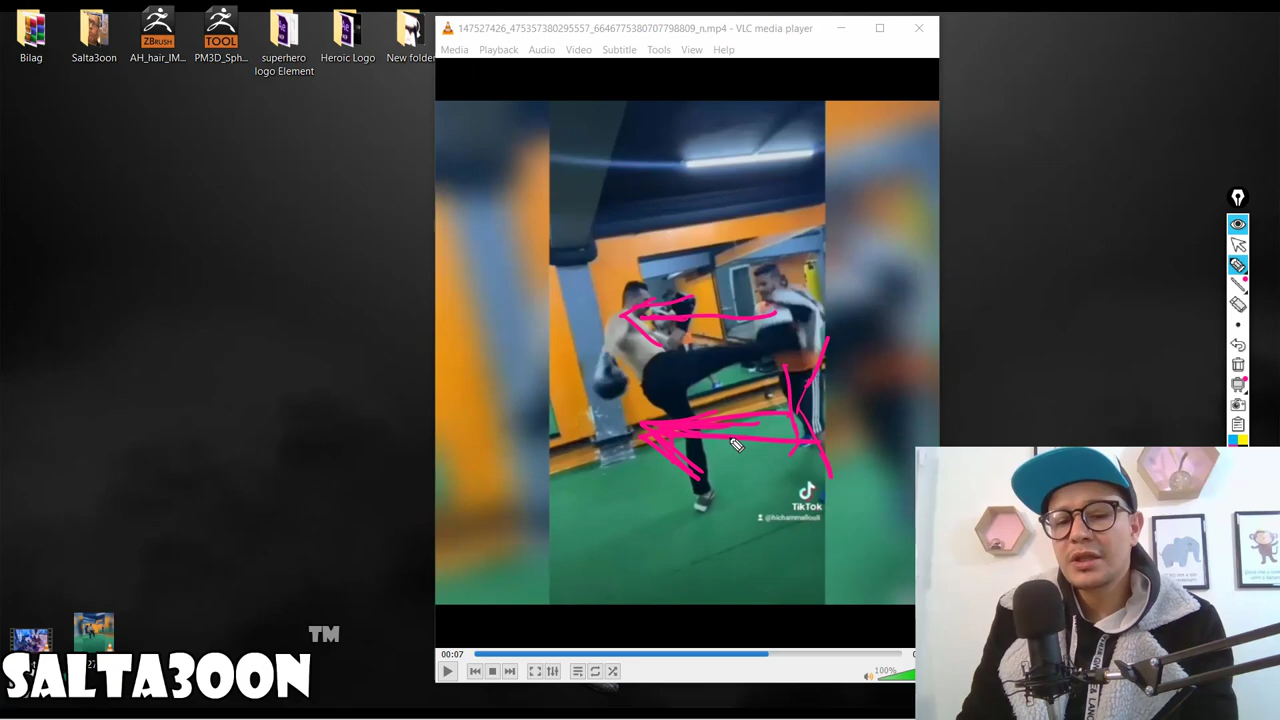 147527426_475357380295557_6646775380707798809_n.mp4 - VLC media player
Media Playback Audio Video Subtitle Tools View Help
ZBRUSH
TOOL
Bilag
Salta3oon
AH_hair_IM...
PM3D_Sph...
superhero
logo Element
Heroic Logo
New folder
TikTok
@hichammallouli
TM
SALTA3OON
00:07
100%